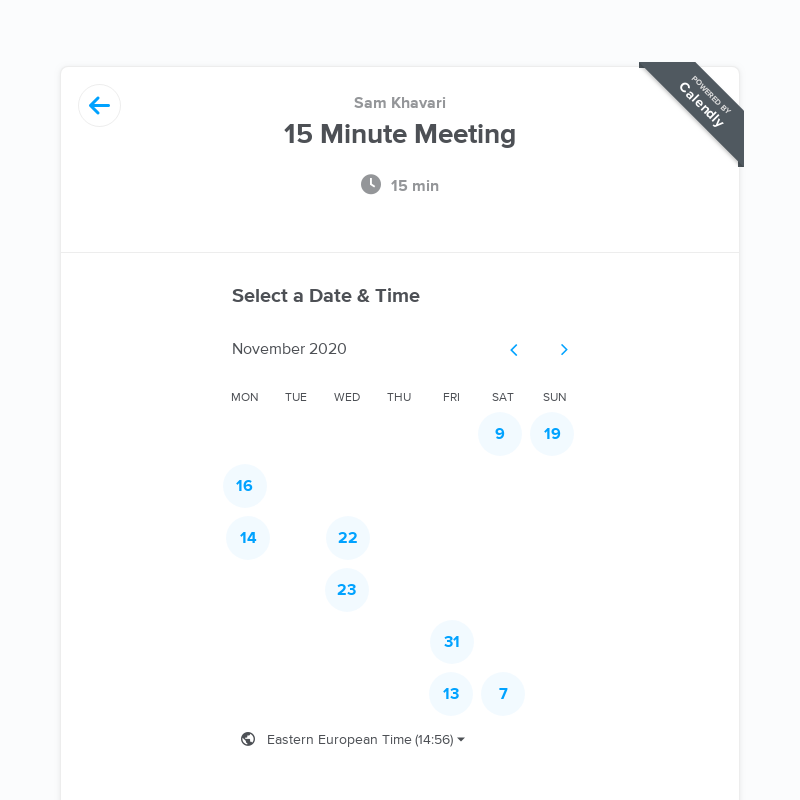 POWERED BY
Calendly
Sam Khavari
15 Minute Meeting
15 min
Select a Date & Time
November 2020
MON TUE WED THU FRI SAT SUN
9 19
16
14 22
23
31
13 7
Eastern European Time (14:56)